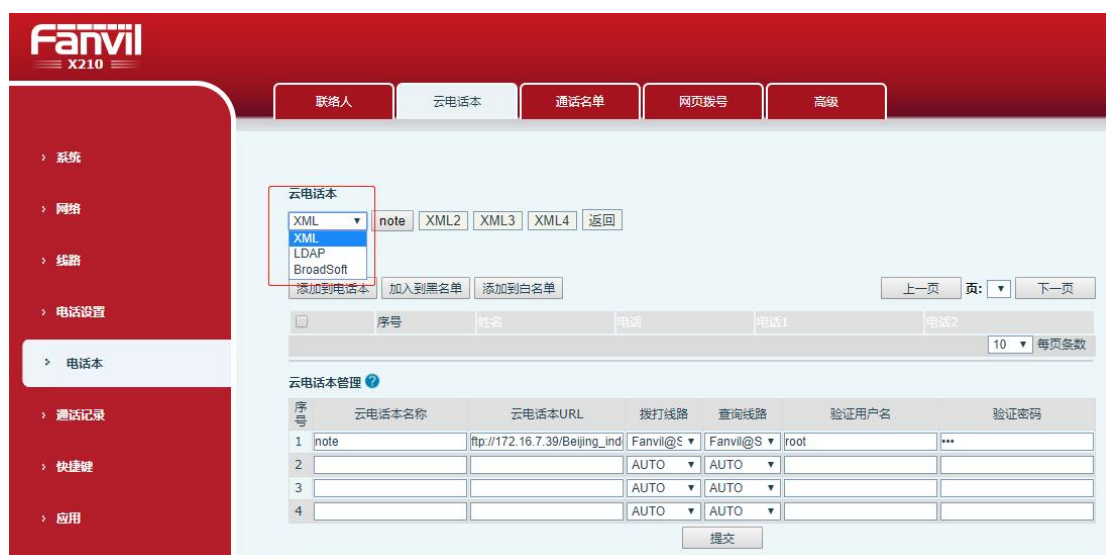 Fanvil
X210
联络人 云电话本 通话名单 网页拨号 高级
系统
网络
线路
电话设置
电话本
通话记录
快捷键
应用
云电话本
XML note XML2 XML3 XML4 返回
XML
LDAP
BroadSoft
添加到电话本 加入到黑名单 添加到白名单 上一页 页: 下一页
序号 姓名 电话 电话1 电话2
10 每页条数
云电话本管理
序号 云电话本名称 云电话本URL 拨打线路 查询线路 验证用户名 验证密码
1 note ftp://172.16.7.39/Beijing_ind Fanvil@S Fanvil@S root •••
2 AUTO AUTO
3 AUTO AUTO
4 AUTO AUTO
提交